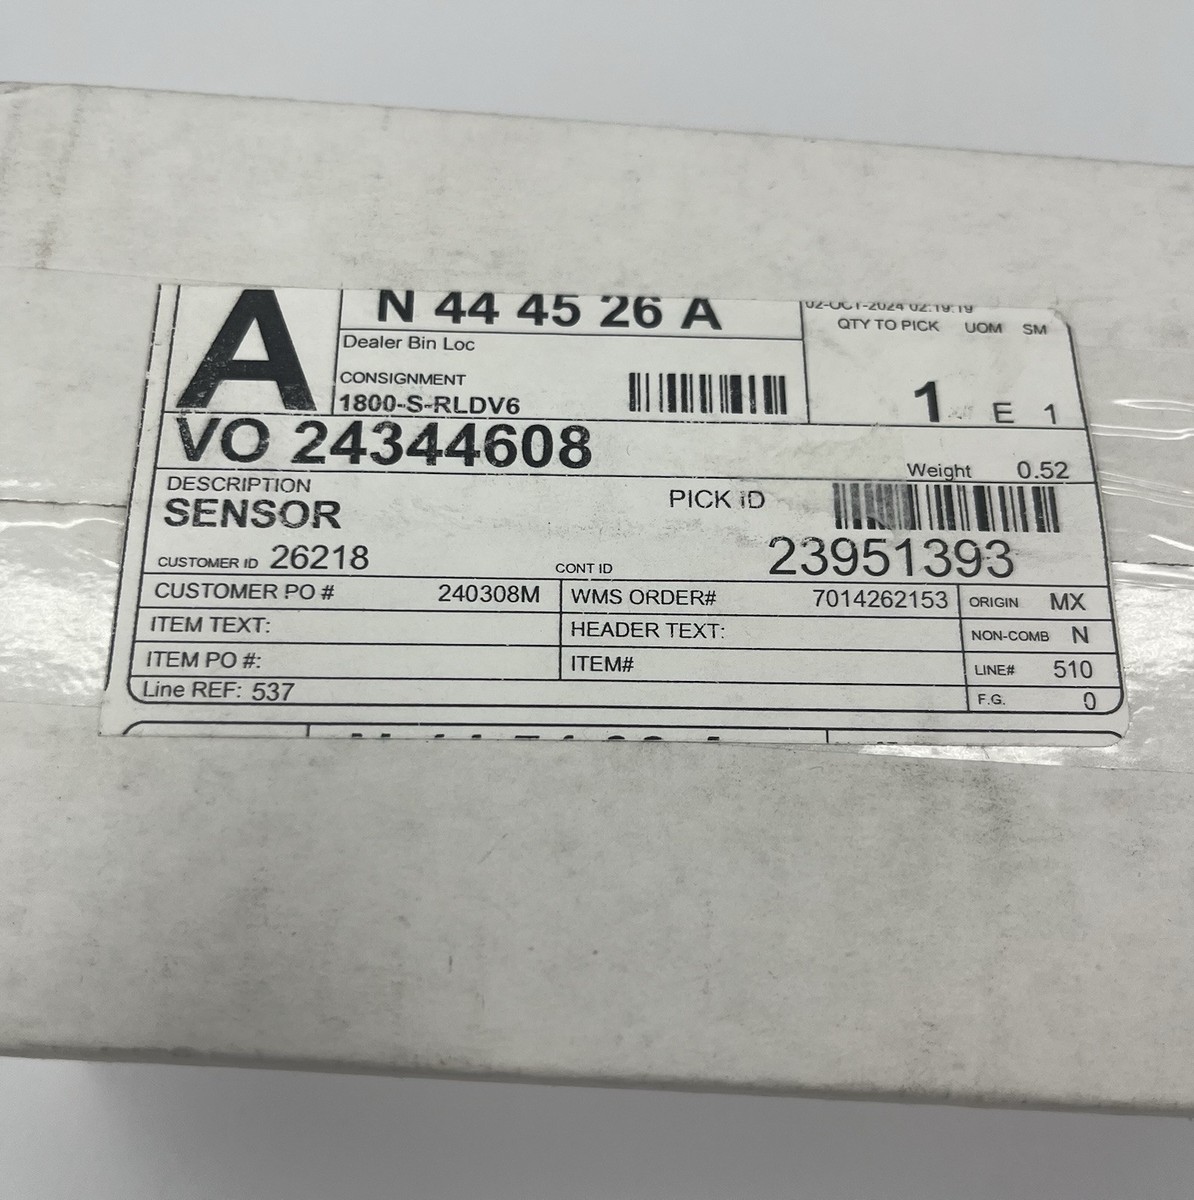 A
N 44 45 26 A
02-OCT-2024 02:19:19
QTY TO PICK UOM SM
Dealer Bin Loc
CONSIGNMENT
1800-S-RLDV6
1 E 1
VO 24344608
Weight 0.52
DESCRIPTION
SENSOR
PICK ID
23951393
CUSTOMER ID 26218
CONT ID
CUSTOMER PO # 240308M
WMS ORDER# 7014262153
ORIGIN MX
ITEM TEXT:
HEADER TEXT:
NON-COMB N
ITEM PO #:
ITEM#
LINE# 510
Line REF: 537
F.G. 0